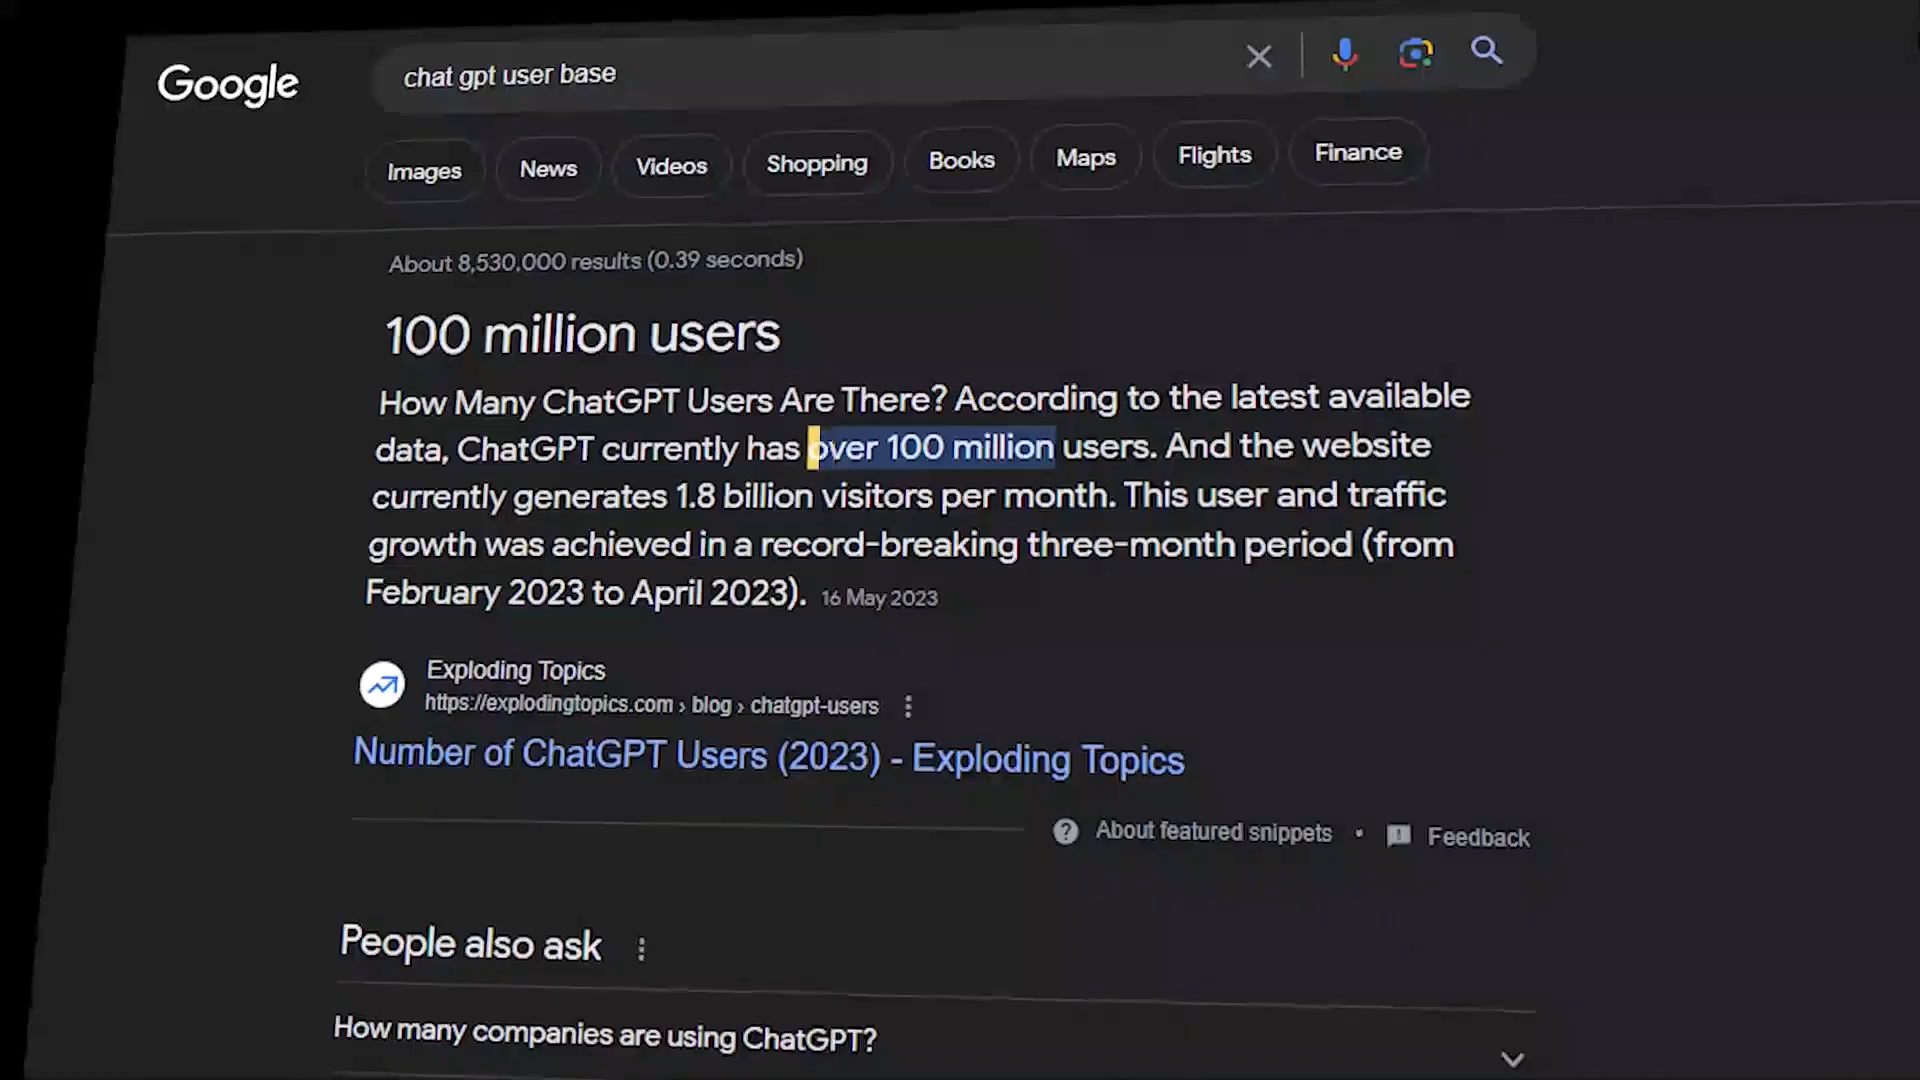 Google
chat gpt user base
Images News Videos Shopping Books Maps Flights Finance
About 8,530,000 results (0.39 seconds)
100 million users
How Many ChatGPT Users Are There? According to the latest available
data, ChatGPT currently has over 100 million users. And the website
currently generates 1.8 billion visitors per month. This user and traffic
growth was achieved in a record-breaking three-month period (from
February 2023 to April 2023). 16 May 2023
Exploding Topics
https://explodingtopics.com › blog › chatgpt-users
Number of ChatGPT Users (2023) - Exploding Topics
About featured snippets • Feedback
People also ask
How many companies are using ChatGPT?